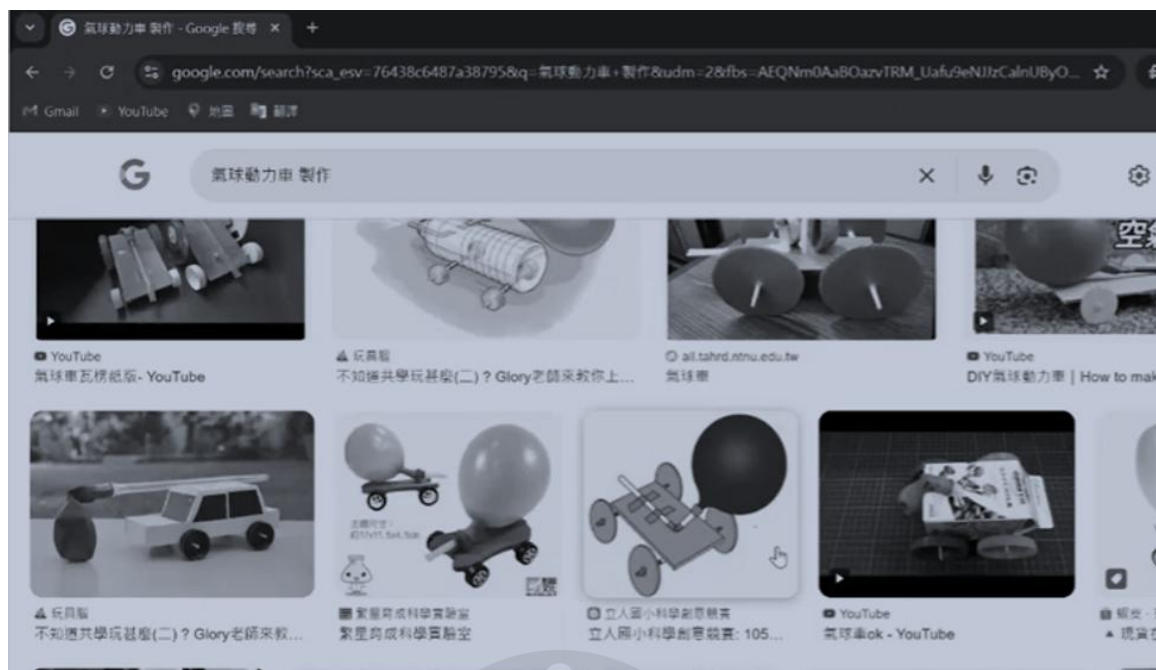 氣球動力車 製作 - Google 搜尋
google.com/search?sca_esv=76438c6487a38795&q=氣球動力車+製作&udm=2&fbs=AEQNm0AaBOazvTRM_Uafu9eNJJzCalnUByO...
Gmail YouTube 地圖 翻譯
氣球動力車 製作
空
YouTube
氣球車瓦楞紙版- YouTube
玩具腦
不知道共學玩甚麼(二) ? Glory老師來教你上...
ail.tahrd.ntnu.edu.tw
氣球車
YouTube
DIY氣球動力車 | How to mak
玩具腦
不知道共學玩甚麼(二) ? Glory老師來教...
繁星育成科學實驗室
繁星育成科學實驗室
立人國小科學創意競賽
立人國小科學創意競賽: 105...
YouTube
氣球車ok - YouTube